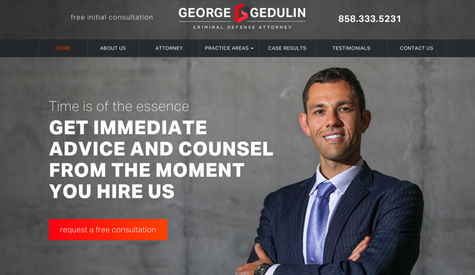 free initial consultation
GEORGE G GEDULIN
CRIMINAL DEFENSE ATTORNEY
858.333.5231
HOME ABOUT US ATTORNEY PRACTICE AREAS CASE RESULTS TESTIMONIALS CONTACT US
Time is of the essence
GET IMMEDIATE
ADVICE AND COUNSEL
FROM THE MOMENT
YOU HIRE US
request a free consultation